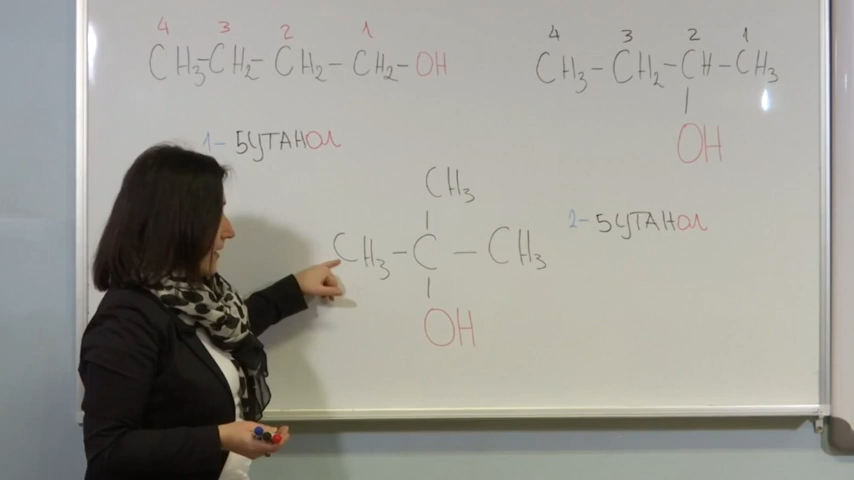 4 3 2 1
CH₃-CH₂-CH₂-CH₂-OH
1-БУТАНОЛ
4 3 2 1
CH₃-CH₂-CH-CH₃
|
OH
2-БУТАНОЛ
CH₃
|
CH₃-C-CH₃
|
OH